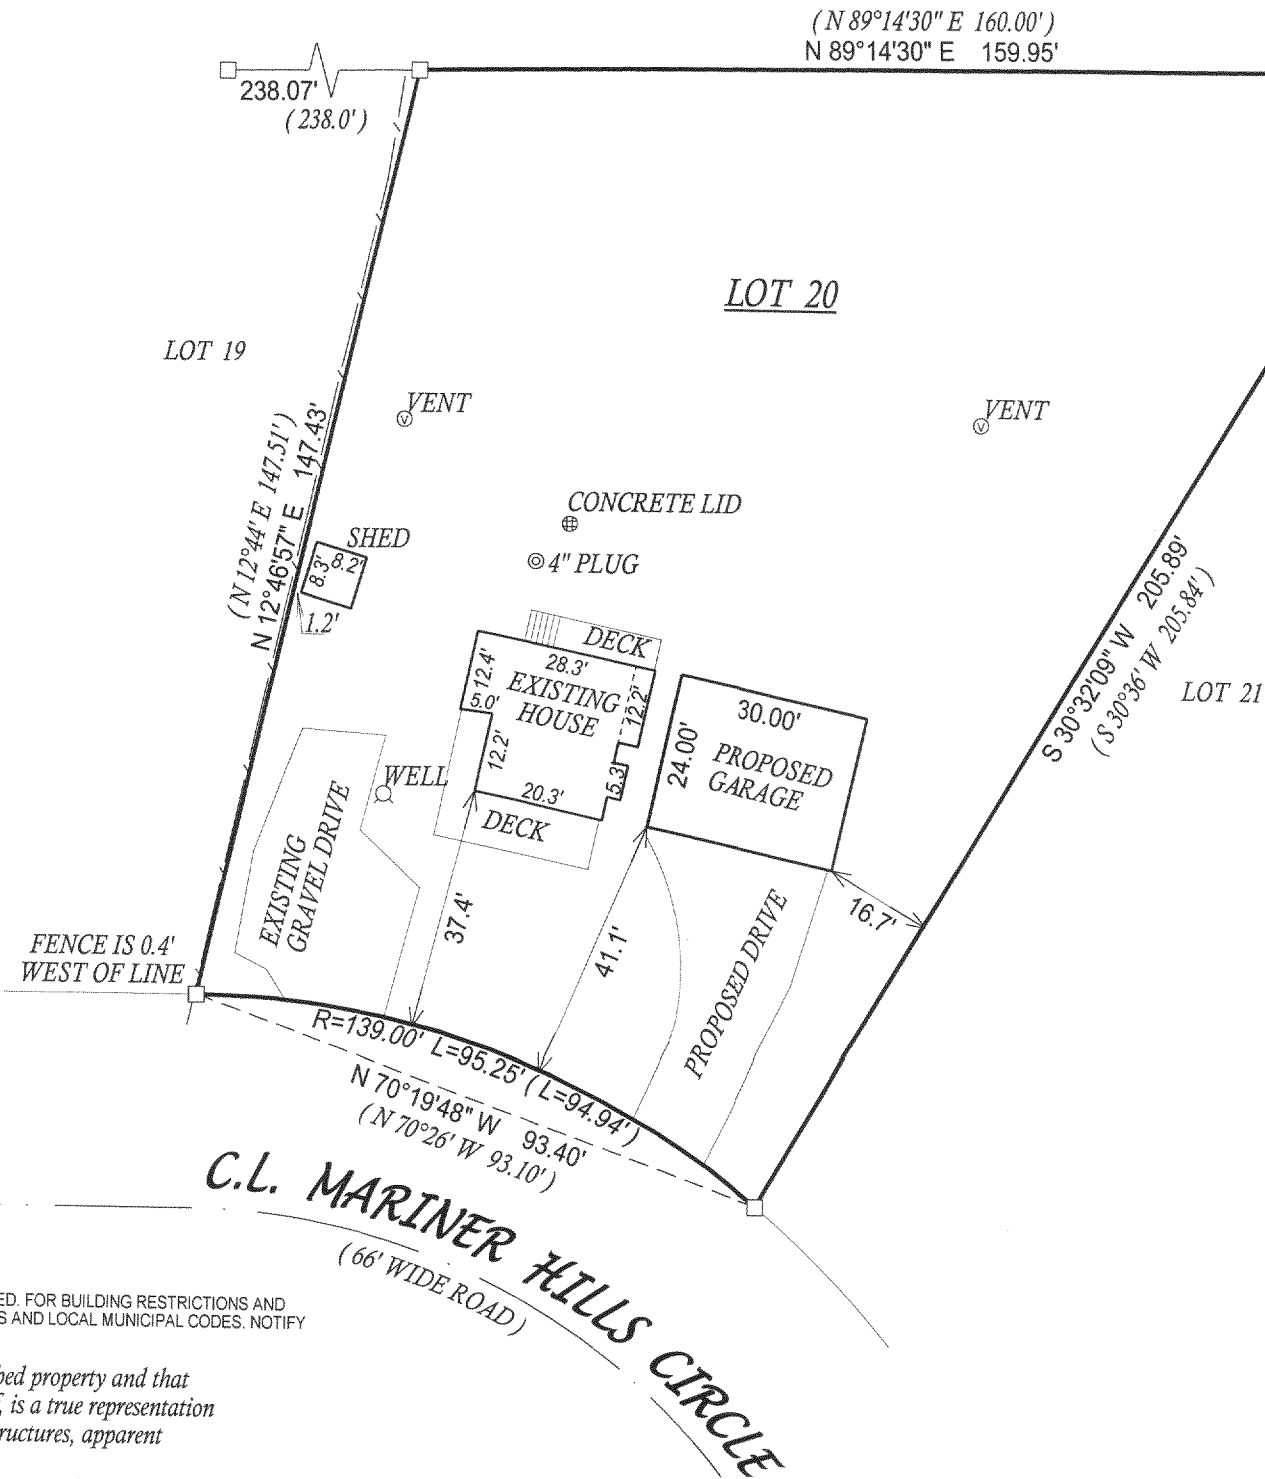 ( N 89°14'30" E 160.00' )
N 89°14'30" E 159.95'
238.07'
( 238.0' )
LOT 20
LOT 19
VENT
V
VENT
V
( N 12°44' E 147.51' )
N 12°46'57" E 147.43'
CONCRETE LID
4" PLUG
SHED
8.3'
8.2'
1.2'
S 30°32'09" W 205.89'
( S 30°36' W 205.84' )
LOT 21
DECK
28.3'
12.4'
EXISTING
HOUSE
5.0'
12.2'
12.2'
5.3'
20.3'
DECK
30.00'
24.00'
PROPOSED
GARAGE
WELL
EXISTING
GRAVEL DRIVE
37.4'
41.1'
16.7'
PROPOSED DRIVE
FENCE IS 0.4'
WEST OF LINE
R=139.00' L=95.25' ( L=94.94' )
N 70°19'48" W 93.40'
( N 70°26' W 93.10' )
C.L. MARINER HILLS CIRCLE
( 66' WIDE ROAD )
ED. FOR BUILDING RESTRICTIONS AND
S AND LOCAL MUNICIPAL CODES. NOTIFY
bed property and that
f, is a true representation
ructures, apparent